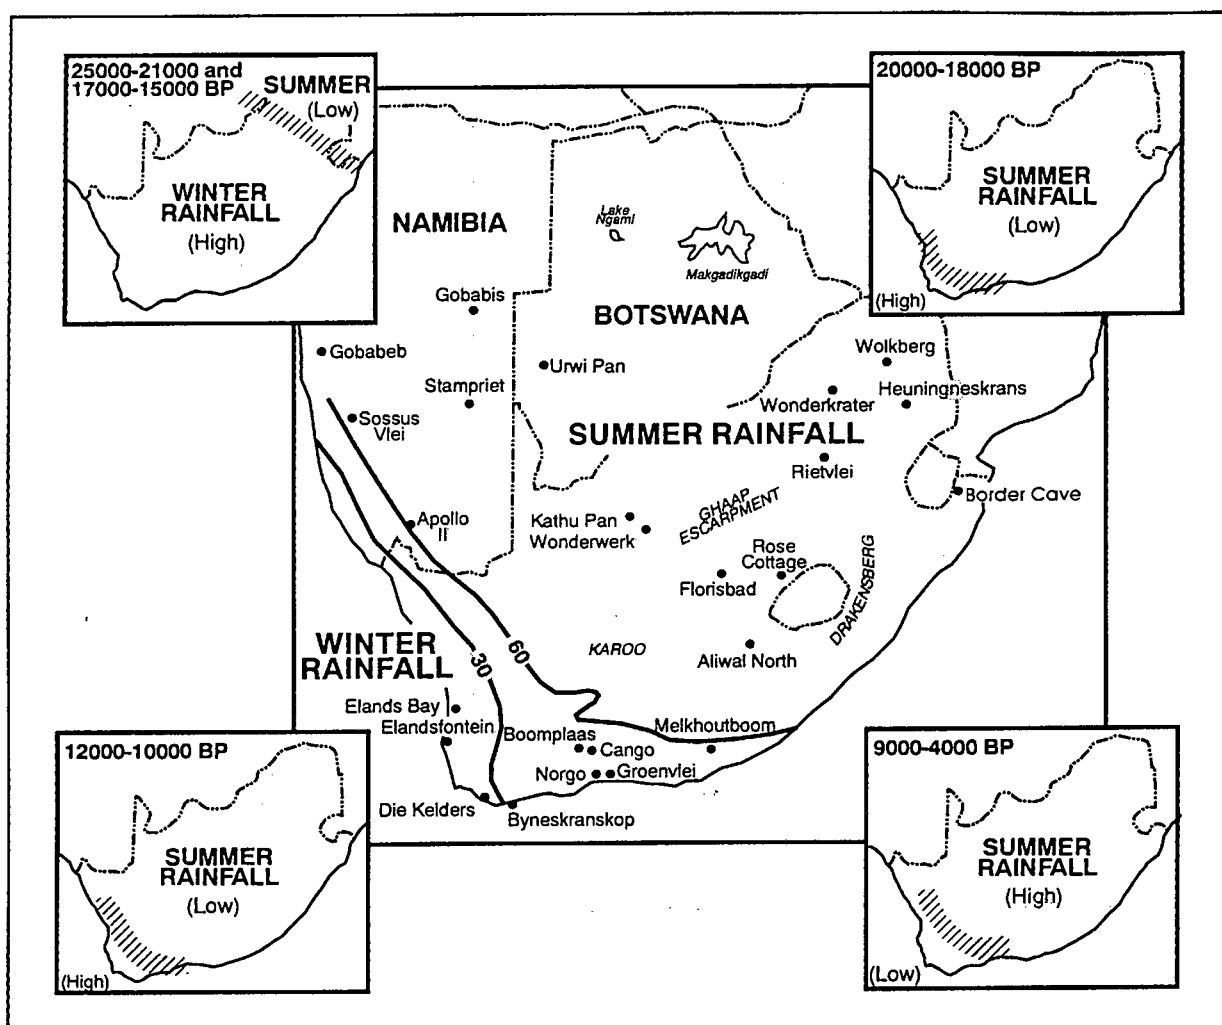 25000-21000 and
17000-15000 BP
SUMMER
(Low)
WINTER
RAINFALL
(High)
20000-18000 BP
SUMMER
RAINFALL
(Low)
(High)
NAMIBIA
Lake
Ngami
Makgadikgadi
Gobabis
BOTSWANA
Gobabeb
Urwi Pan
Wolkberg
Stampriet
Heuningneskrans
Wonderkrater
Sossus
Vlei
SUMMER RAINFALL
Rietvlei
Border Cave
GHAAP
ESCARPMENT
Apollo
II
Kathu Pan
Wonderwerk
Rose
Cottage
Florisbad
DRAKENSBERG
WINTER
RAINFALL
30
60
KAROO
Aliwal North
Elands Bay
Elandsfontein
Boomplaas
Cango
Melkhoutboom
Norgo
Groenvlei
Die Kelders
Byneskranskop
12000-10000 BP
SUMMER
RAINFALL
(Low)
(High)
9000-4000 BP
SUMMER
RAINFALL
(High)
(Low)